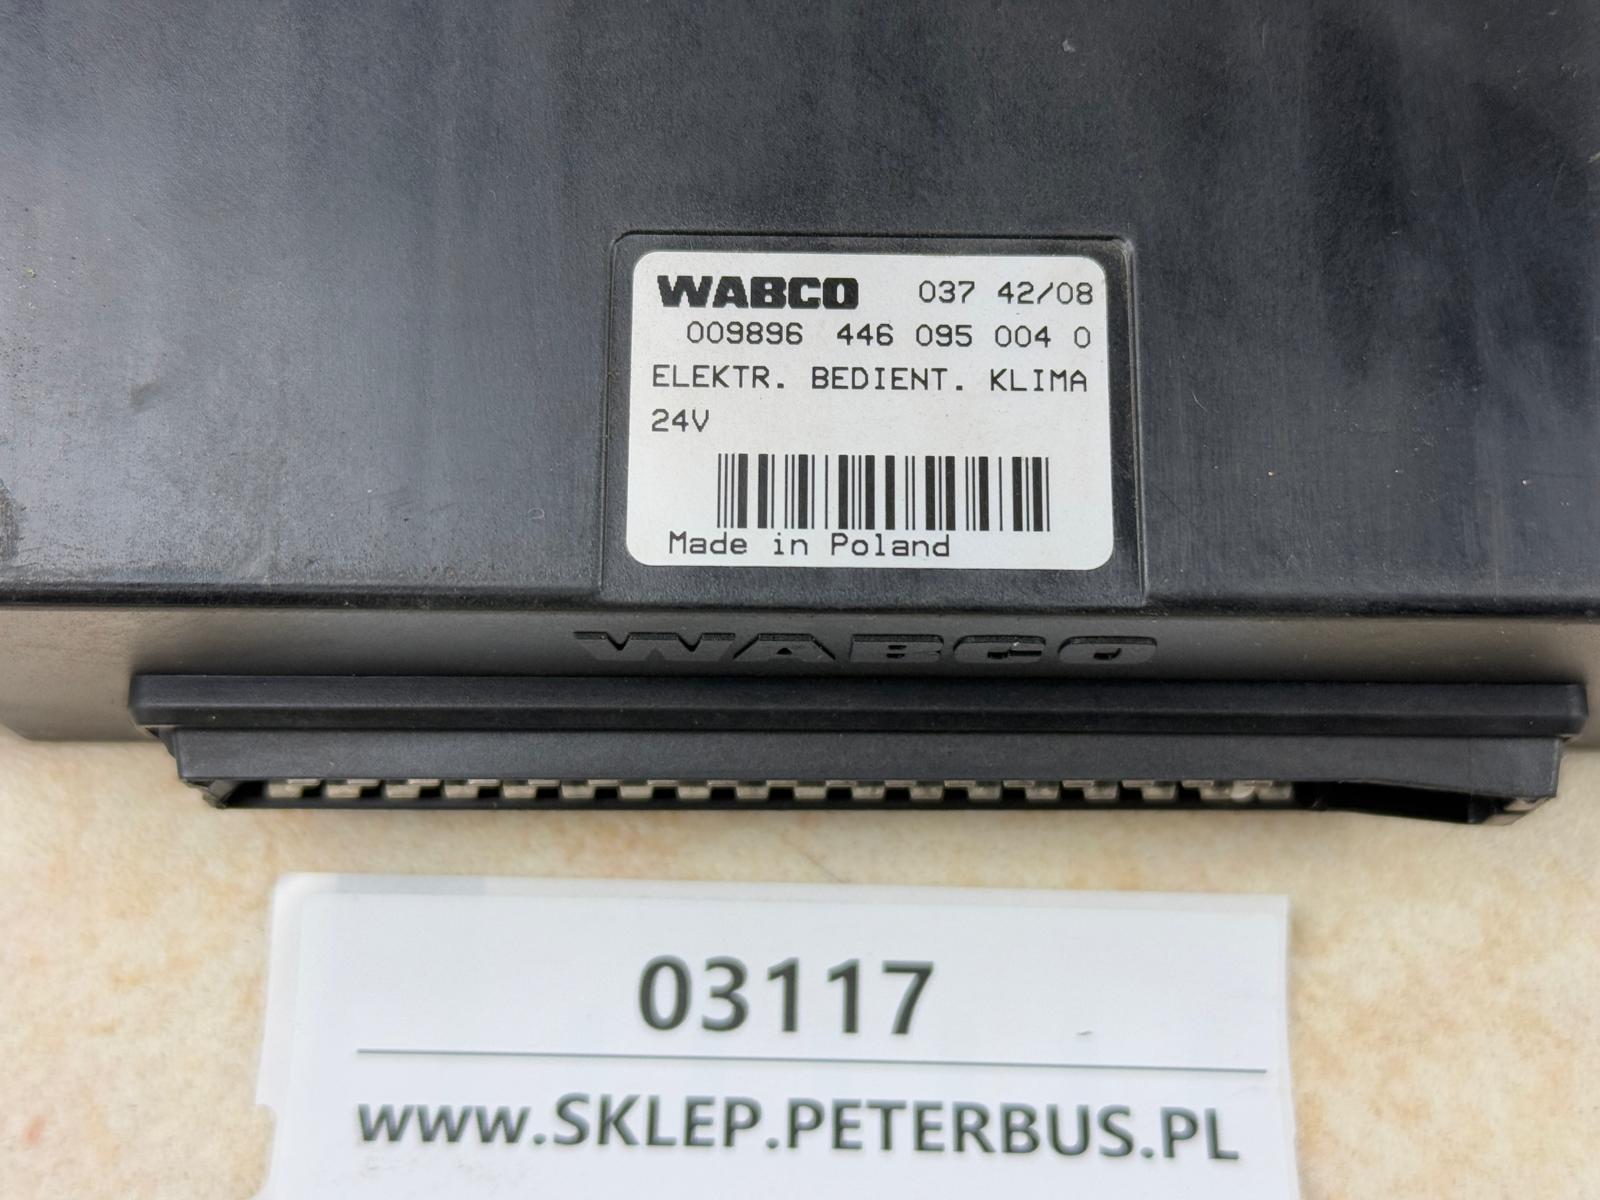 WABCO 037 42/08
009896 446 095 004 0
ELEKTR. BEDIENT. KLIMA
24V
Made in Poland
WABCO
03117
www.SKLEP.PETERBUS.PL